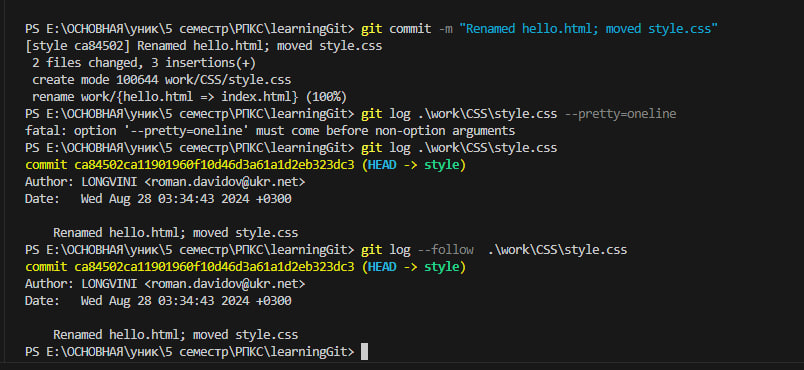 PS E:\ОСНОВНАЯ\уник\5 семестр\РПКС\learningGit> git commit -m "Renamed hello.html; moved style.css"
[style ca84502] Renamed hello.html; moved style.css
 2 files changed, 3 insertions(+)
 create mode 100644 work/CSS/style.css
 rename work/{hello.html => index.html} (100%)
PS E:\ОСНОВНАЯ\уник\5 семестр\РПКС\learningGit> git log .\work\CSS\style.css --pretty=oneline
fatal: option '--pretty=oneline' must come before non-option arguments
PS E:\ОСНОВНАЯ\уник\5 семестр\РПКС\learningGit> git log .\work\CSS\style.css
commit ca84502ca11901960f10d46d3a61a1d2eb323dc3 (HEAD -> style)
Author: LONGVINI <roman.davidov@ukr.net>
Date:   Wed Aug 28 03:34:43 2024 +0300

    Renamed hello.html; moved style.css
PS E:\ОСНОВНАЯ\уник\5 семестр\РПКС\learningGit> git log --follow  .\work\CSS\style.css
commit ca84502ca11901960f10d46d3a61a1d2eb323dc3 (HEAD -> style)
Author: LONGVINI <roman.davidov@ukr.net>
Date:   Wed Aug 28 03:34:43 2024 +0300

    Renamed hello.html; moved style.css
PS E:\ОСНОВНАЯ\уник\5 семестр\РПКС\learningGit>